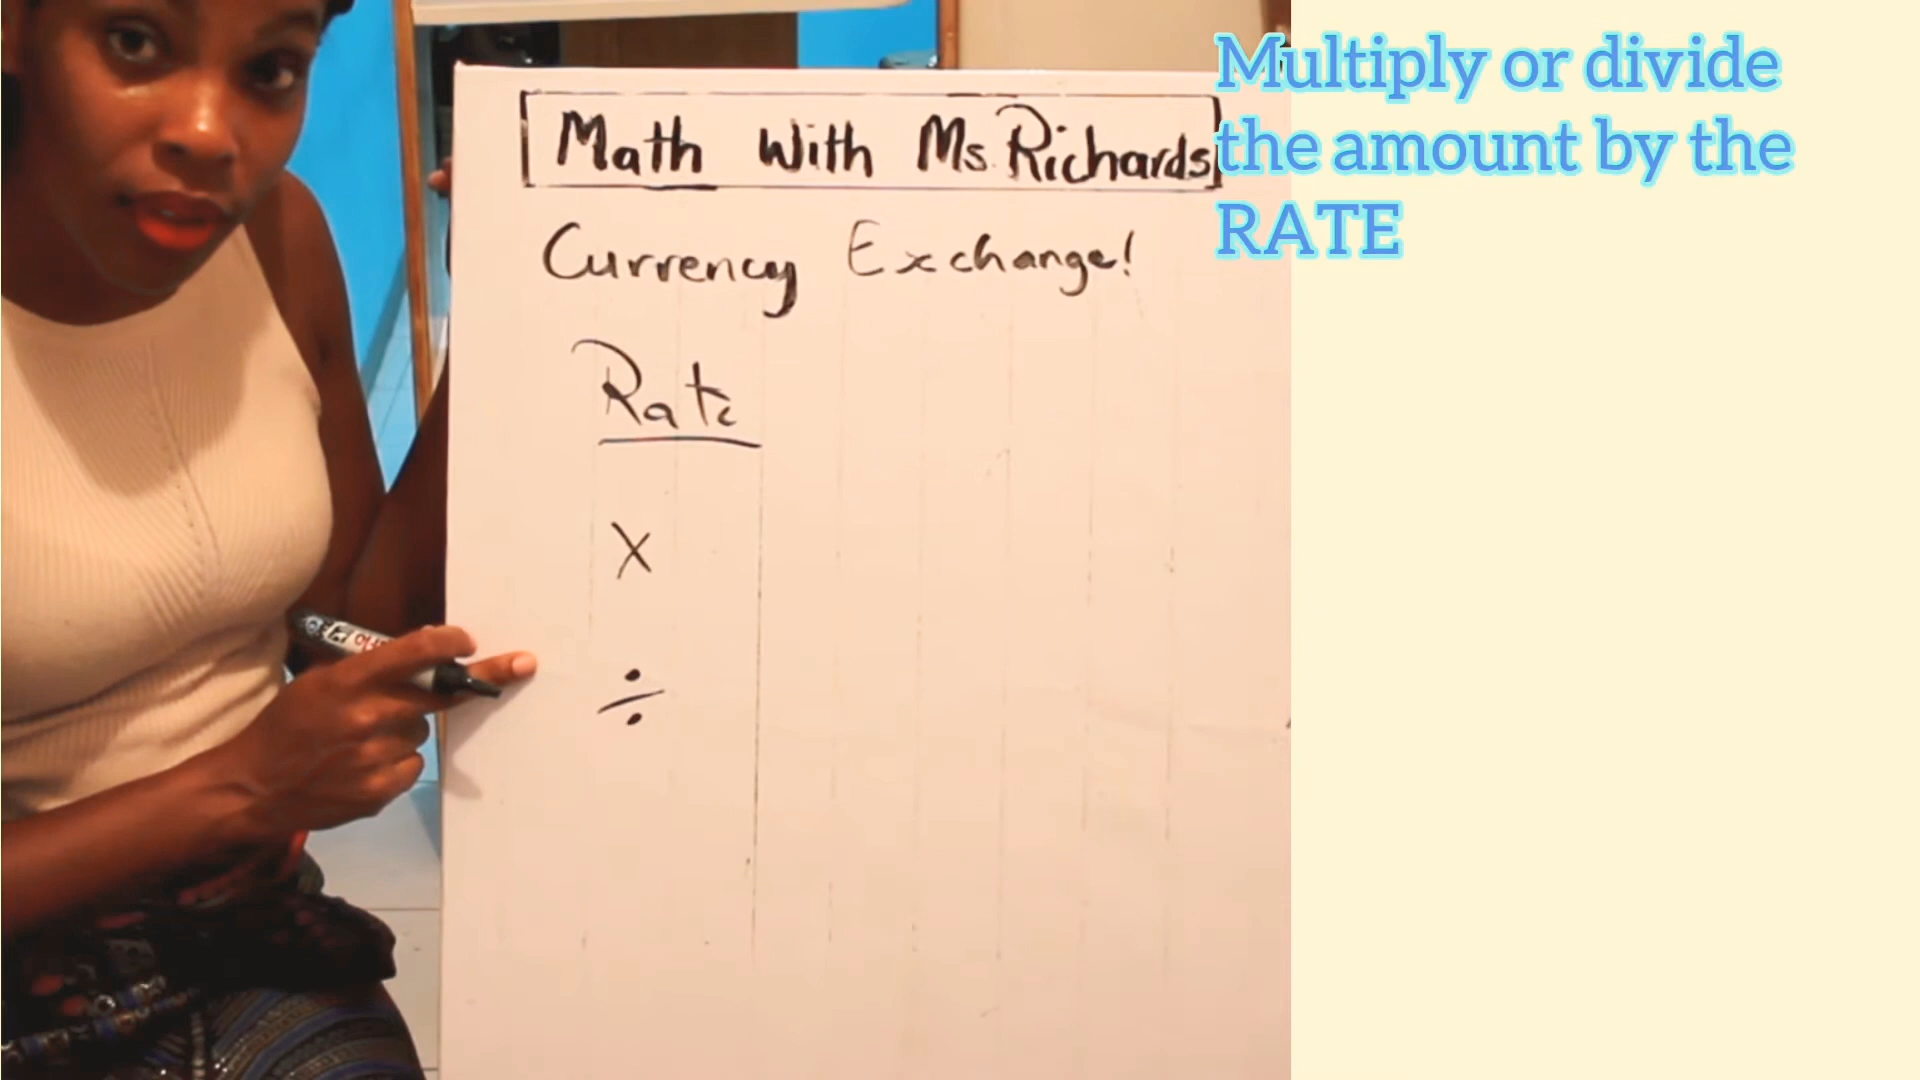 Math With Ms. Richards
Currency Exchange!
Rate
X
÷
Multiply or divide
the amount by the
RATE